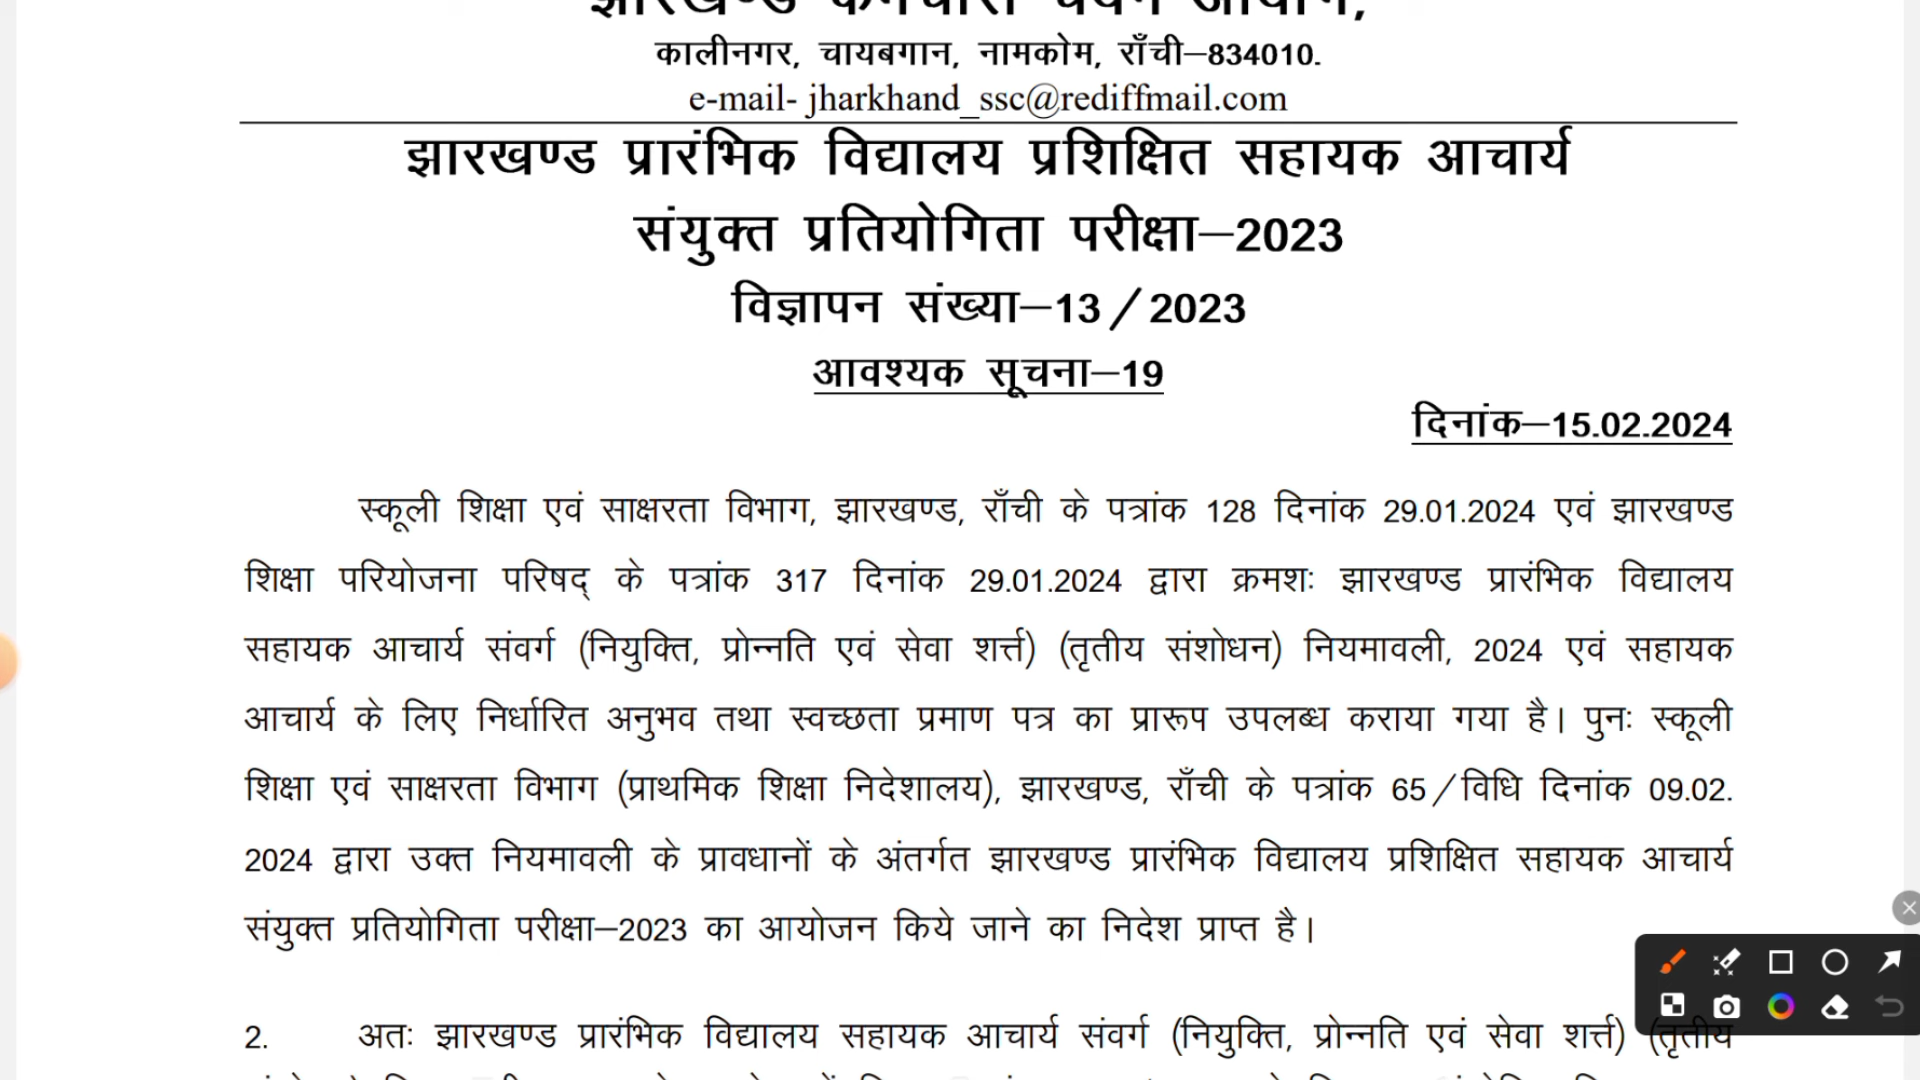 झारखण्ड कर्मचारी चयन आयोग,
कालीनगर, चायबगान, नामकोम, राँची–834010.
e-mail- jharkhand_ssc@rediffmail.com
झारखण्ड प्रारंभिक विद्यालय प्रशिक्षित सहायक आचार्य
संयुक्त प्रतियोगिता परीक्षा–2023
विज्ञापन संख्या–13/2023
आवश्यक सूचना–19
दिनांक–15.02.2024
स्कूली शिक्षा एवं साक्षरता विभाग, झारखण्ड, राँची के पत्रांक 128 दिनांक 29.01.2024 एवं झारखण्ड
शिक्षा परियोजना परिषद् के पत्रांक 317 दिनांक 29.01.2024 द्वारा क्रमशः झारखण्ड प्रारंभिक विद्यालय
सहायक आचार्य संवर्ग (नियुक्ति, प्रोन्नति एवं सेवा शर्त्त) (तृतीय संशोधन) नियमावली, 2024 एवं सहायक
आचार्य के लिए निर्धारित अनुभव तथा स्वच्छता प्रमाण पत्र का प्रारूप उपलब्ध कराया गया है। पुनः स्कूली
शिक्षा एवं साक्षरता विभाग (प्राथमिक शिक्षा निदेशालय), झारखण्ड, राँची के पत्रांक 65/विधि दिनांक 09.02.
2024 द्वारा उक्त नियमावली के प्रावधानों के अंतर्गत झारखण्ड प्रारंभिक विद्यालय प्रशिक्षित सहायक आचार्य
संयुक्त प्रतियोगिता परीक्षा–2023 का आयोजन किये जाने का निदेश प्राप्त है।
2. अतः झारखण्ड प्रारंभिक विद्यालय सहायक आचार्य संवर्ग (नियुक्ति, प्रोन्नति एवं सेवा शर्त्त) (तृतीय